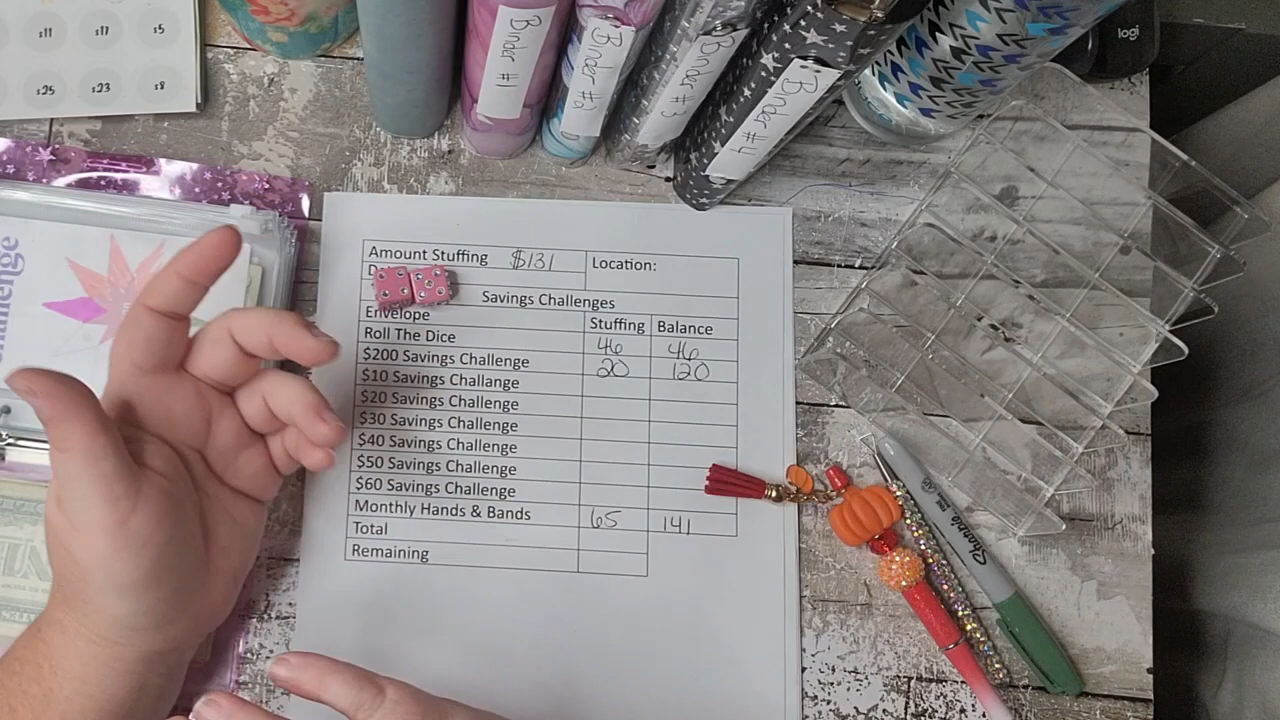 $11 $17 $5
$25 $23 $8
Binder #1
Binder #2
Binder #3
Binder #4
logi
Challenge
Amount Stuffing $131 Location:
Savings Challenges
Envelope Stuffing Balance
Roll The Dice 46 46
$200 Savings Challenge 20 120
$10 Savings Challange
$20 Savings Challenge
$30 Savings Challenge
$40 Savings Challenge
$50 Savings Challenge
$60 Savings Challenge
Monthly Hands & Bands 65 141
Total
Remaining
Sharpie